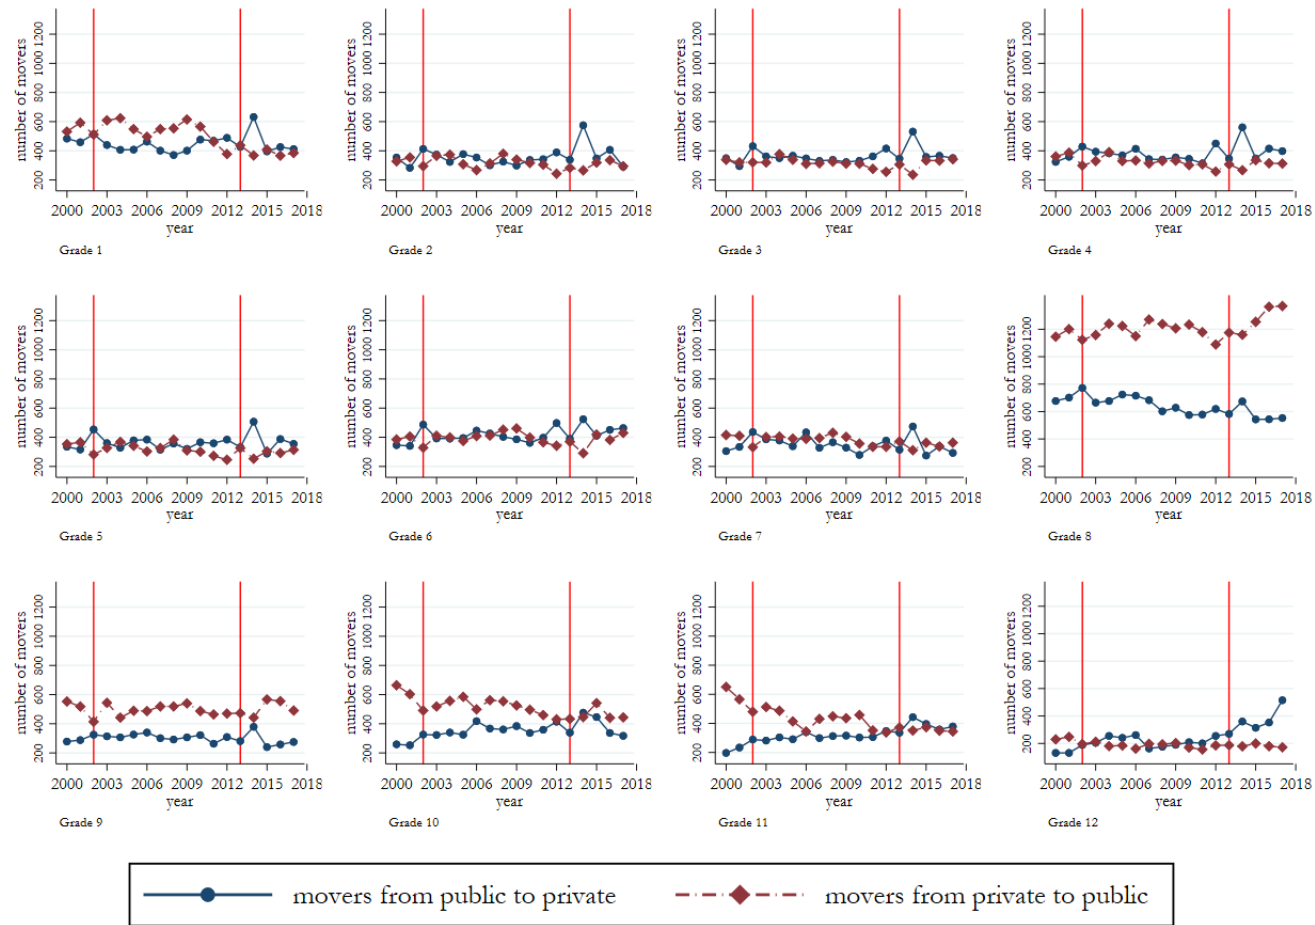 number of movers
200 400 600 800 1000 1200
2000 2003 2006 2009 2012 2015 2018
year
Grade 1
number of movers
200 400 600 800 1000 1200
2000 2003 2006 2009 2012 2015 2018
year
Grade 2
number of movers
200 400 600 800 1000 1200
2000 2003 2006 2009 2012 2015 2018
year
Grade 3
number of movers
200 400 600 800 1000 1200
2000 2003 2006 2009 2012 2015 2018
year
Grade 4
number of movers
200 400 600 800 1000 1200
2000 2003 2006 2009 2012 2015 2018
year
Grade 5
number of movers
200 400 600 800 1000 1200
2000 2003 2006 2009 2012 2015 2018
year
Grade 6
number of movers
200 400 600 800 1000 1200
2000 2003 2006 2009 2012 2015 2018
year
Grade 7
number of movers
200 400 600 800 1000 1200
2000 2003 2006 2009 2012 2015 2018
year
Grade 8
number of movers
200 400 600 800 1000 1200
2000 2003 2006 2009 2012 2015 2018
year
Grade 9
number of movers
200 400 600 800 1000 1200
2000 2003 2006 2009 2012 2015 2018
year
Grade 10
number of movers
200 400 600 800 1000 1200
2000 2003 2006 2009 2012 2015 2018
year
Grade 11
number of movers
200 400 600 800 1000 1200
2000 2003 2006 2009 2012 2015 2018
year
Grade 12
movers from public to private
movers from private to public